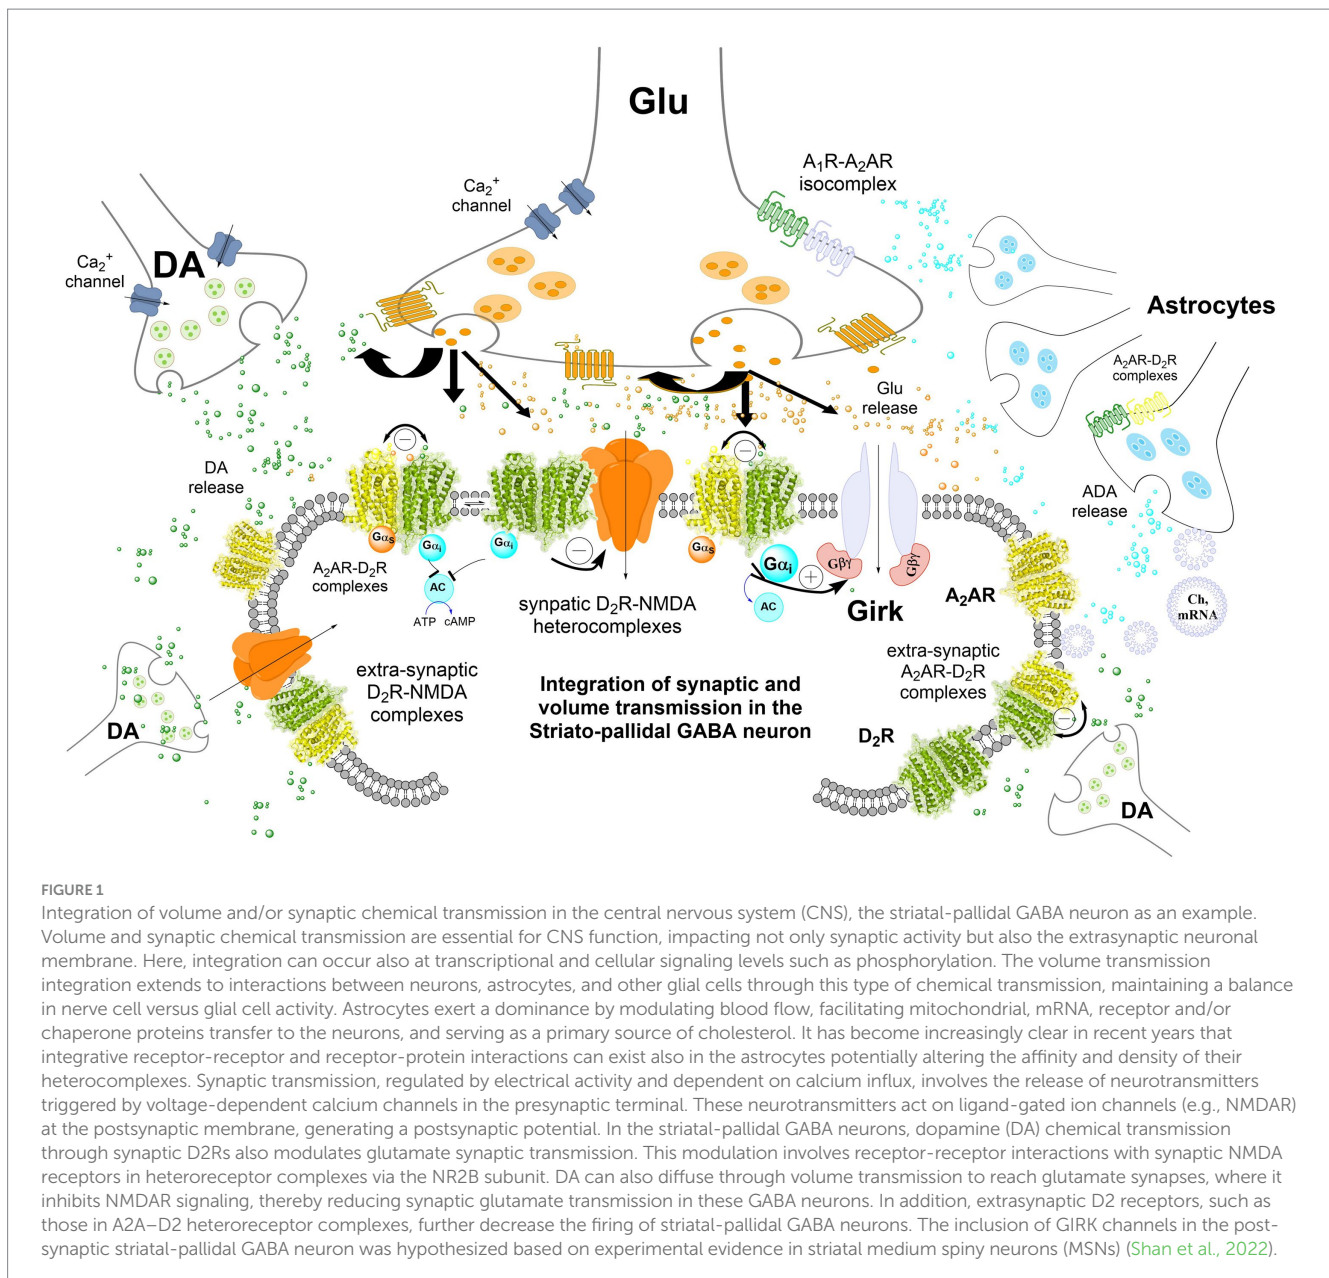 Glu
A1R-A2AR
isocomplex
Ca2+
channel
Ca2+
channel
DA
Astrocytes
A2AR-D2R
complexes
Glu
release
DA
release
ADA
release
Gαs
Gαi
Gαi
Gαs
Gαi
Gβγ
Gβγ
A2AR-D2R
complexes
AC
ATP
cAMP
AC
synpatic D2R-NMDA
heterocomplexes
Girk
A2AR
Ch,
mRNA
extra-synaptic
D2R-NMDA
complexes
extra-synaptic
A2AR-D2R
complexes
Integration of synaptic and
volume transmission in the
Striato-pallidal GABA neuron
D2R
DA
DA
FIGURE 1
Integration of volume and/or synaptic chemical transmission in the central nervous system (CNS), the striatal-pallidal GABA neuron as an example.
Volume and synaptic chemical transmission are essential for CNS function, impacting not only synaptic activity but also the extrasynaptic neuronal
membrane. Here, integration can occur also at transcriptional and cellular signaling levels such as phosphorylation. The volume transmission
integration extends to interactions between neurons, astrocytes, and other glial cells through this type of chemical transmission, maintaining a balance
in nerve cell versus glial cell activity. Astrocytes exert a dominance by modulating blood flow, facilitating mitochondrial, mRNA, receptor and/or
chaperone proteins transfer to the neurons, and serving as a primary source of cholesterol. It has become increasingly clear in recent years that
integrative receptor-receptor and receptor-protein interactions can exist also in the astrocytes potentially altering the affinity and density of their
heterocomplexes. Synaptic transmission, regulated by electrical activity and dependent on calcium influx, involves the release of neurotransmitters
triggered by voltage-dependent calcium channels in the presynaptic terminal. These neurotransmitters act on ligand-gated ion channels (e.g., NMDAR)
at the postsynaptic membrane, generating a postsynaptic potential. In the striatal-pallidal GABA neurons, dopamine (DA) chemical transmission
through synaptic D2Rs also modulates glutamate synaptic transmission. This modulation involves receptor-receptor interactions with synaptic NMDA
receptors in heteroreceptor complexes via the NR2B subunit. DA can also diffuse through volume transmission to reach glutamate synapses, where it
inhibits NMDAR signaling, thereby reducing synaptic glutamate transmission in these GABA neurons. In addition, extrasynaptic D2 receptors, such as
those in A2A–D2 heteroreceptor complexes, further decrease the firing of striatal-pallidal GABA neurons. The inclusion of GIRK channels in the post-
synaptic striatal-pallidal GABA neuron was hypothesized based on experimental evidence in striatal medium spiny neurons (MSNs) (Shan et al., 2022).